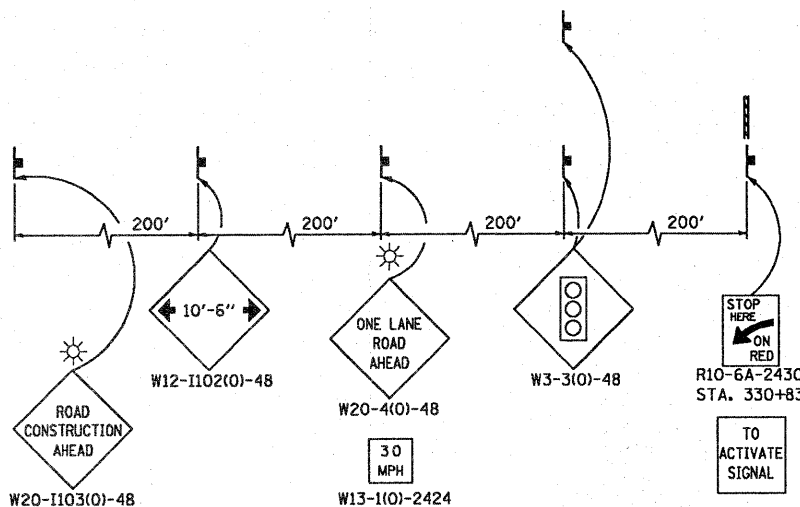 200'
200'
200'
200'
10'-6"
W12-I102(O)-48
ONE LANE
ROAD
AHEAD
W20-4(O)-48
30
MPH
W13-1(O)-2424
W3-3(O)-48
STOP
HERE
ON
RED
R10-6A-2430
STA. 330+83
TO
ACTIVATE
SIGNAL
ROAD
CONSTRUCTION
AHEAD
W20-I103(O)-48